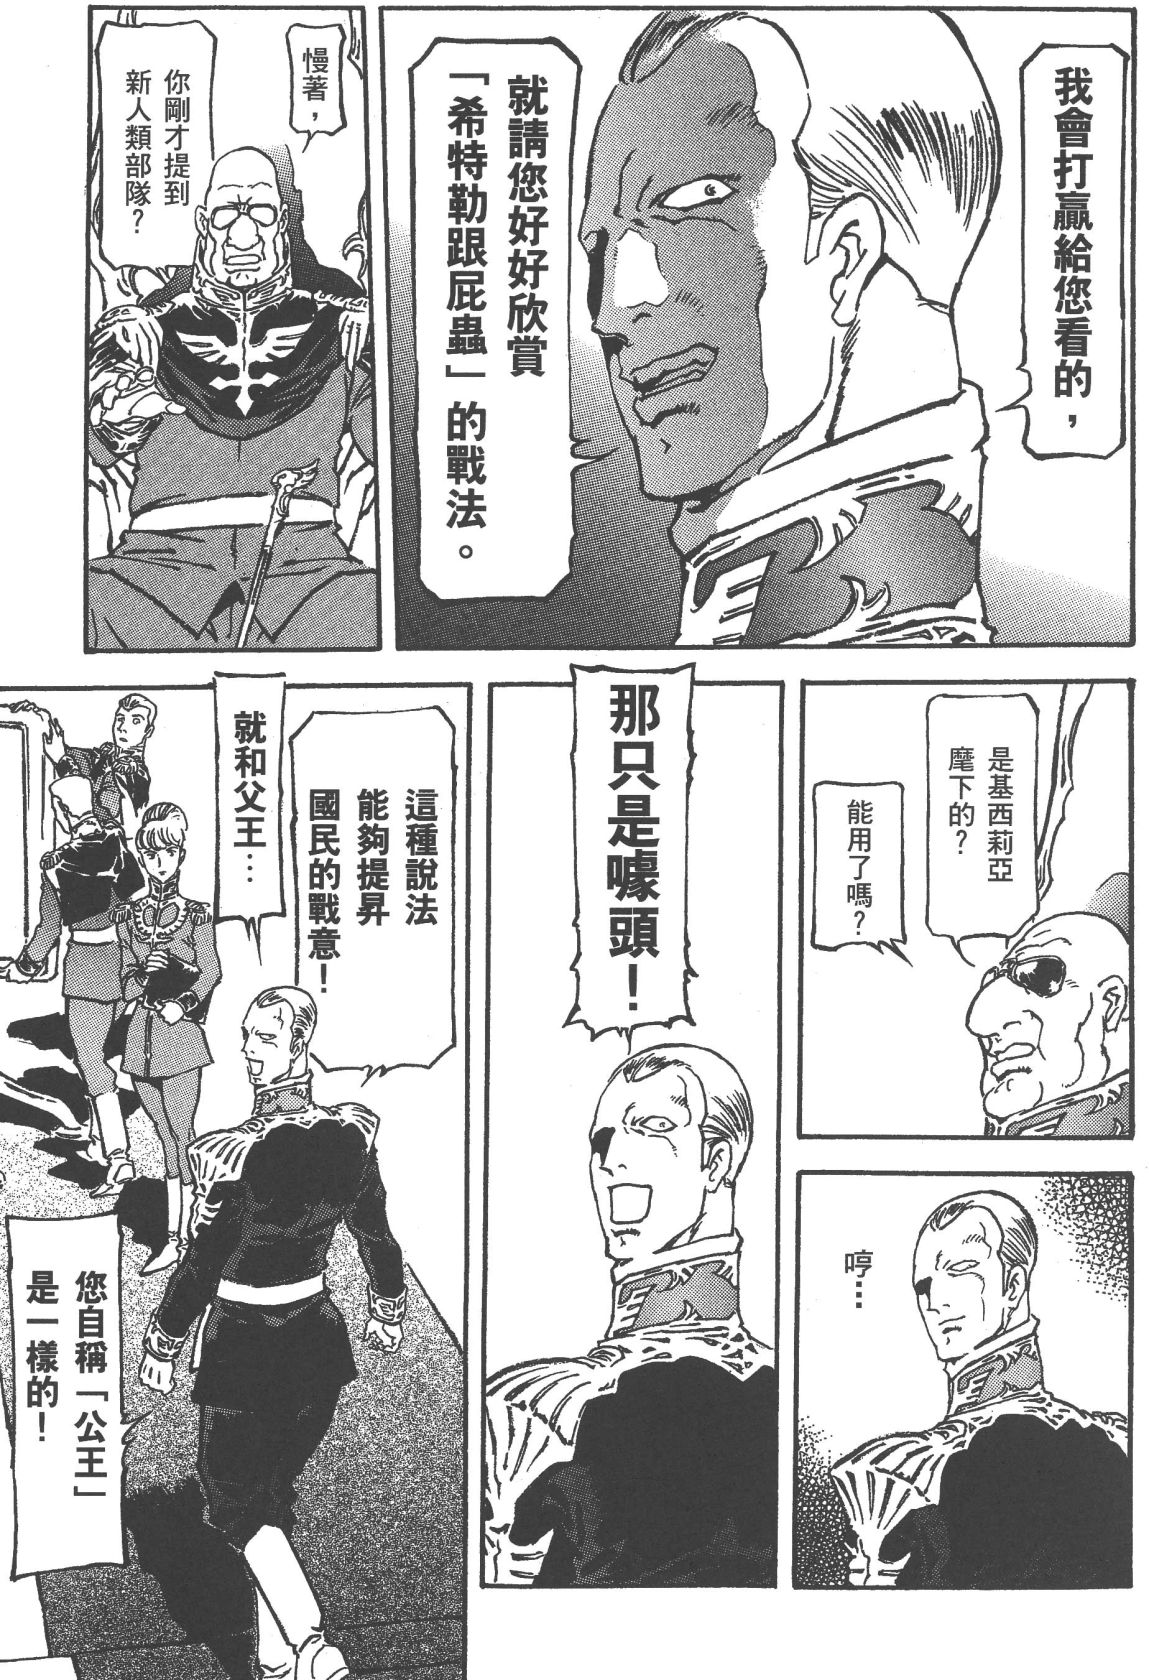 我會打贏給您看的，
就請您好好欣賞
「希特勒跟屁蟲」的戰法。
慢著，
你剛才提到
新人類部隊？
是基西莉亞
麾下的？
能用了嗎？
哼…
那只是噱頭！
這種說法
能夠提昇
國民的戰意！
就和父王…
您自稱「公王」
是一樣的！